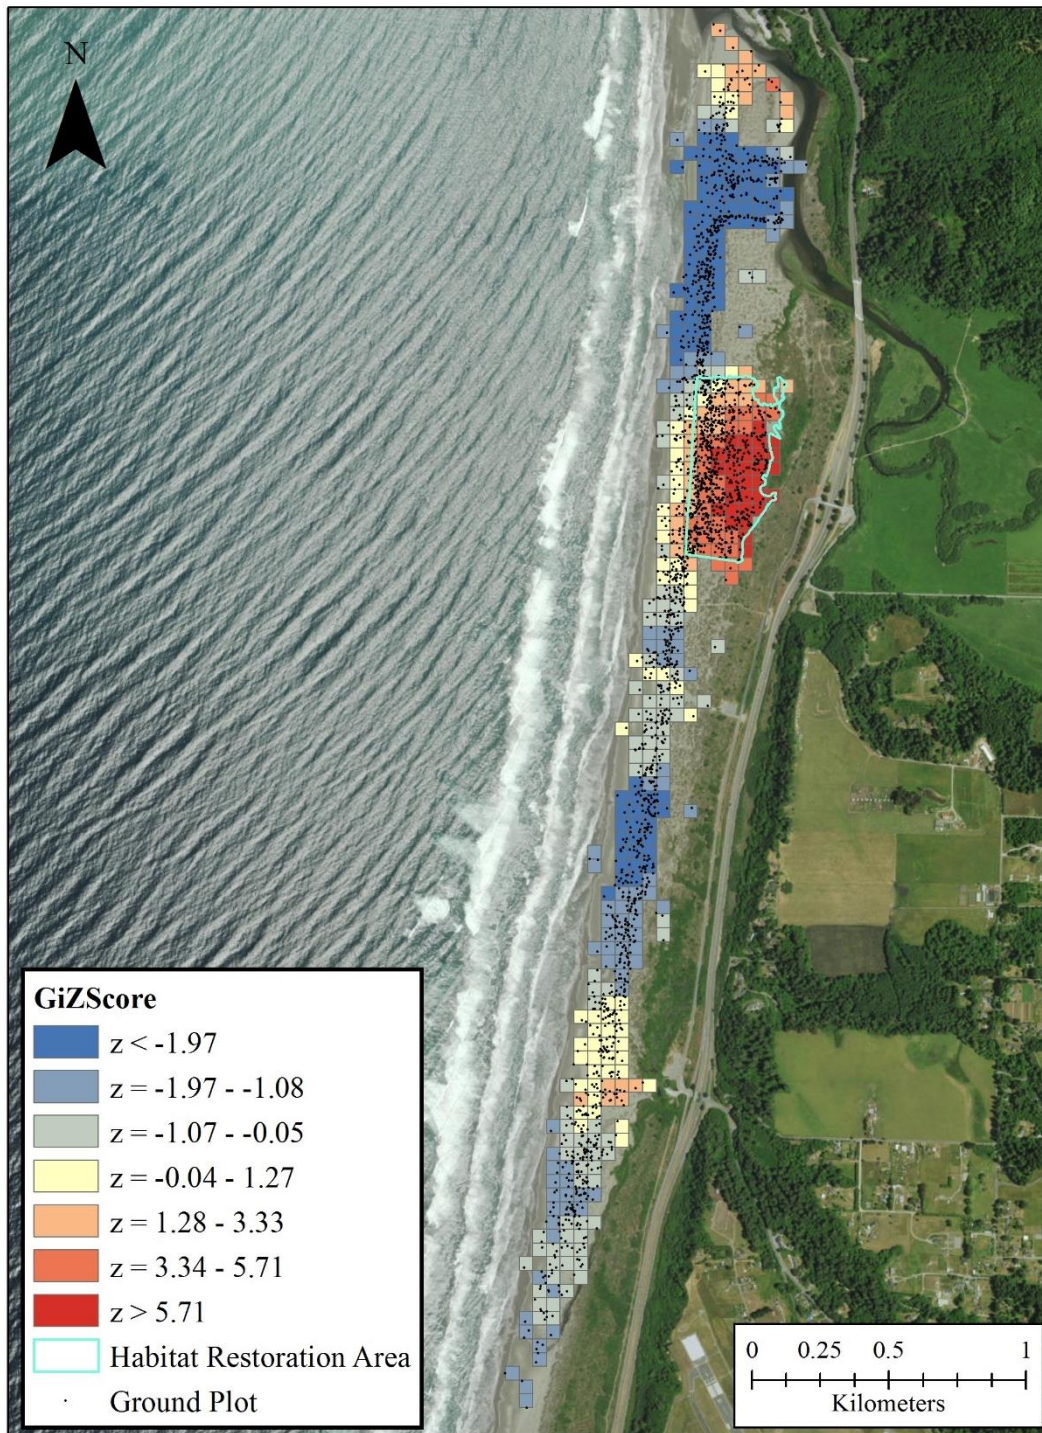 N
GiZScore
z < -1.97
z = -1.97 - -1.08
z = -1.07 - -0.05
z = -0.04 - 1.27
z = 1.28 - 3.33
z = 3.34 - 5.71
z > 5.71
Habitat Restoration Area
Ground Plot
0 0.25 0.5 1
Kilometers